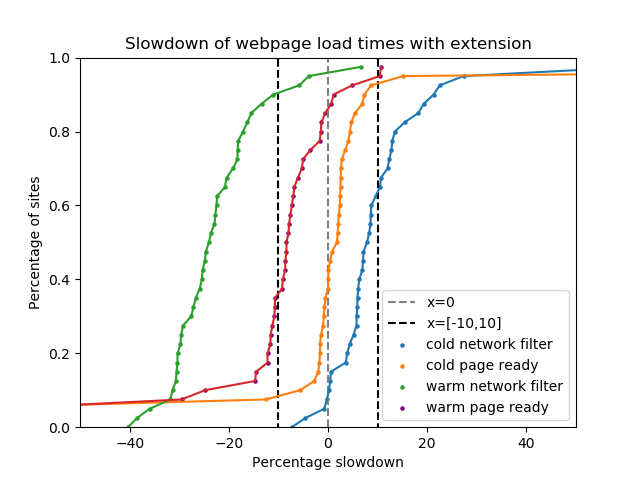 Slowdown of webpage load times with extension
1.0
0.8
0.6
0.4
0.2
0.0
Percentage of sites
−40
−20
0
20
40
Percentage slowdown
x=0
x=[-10,10]
cold network filter
cold page ready
warm network filter
warm page ready